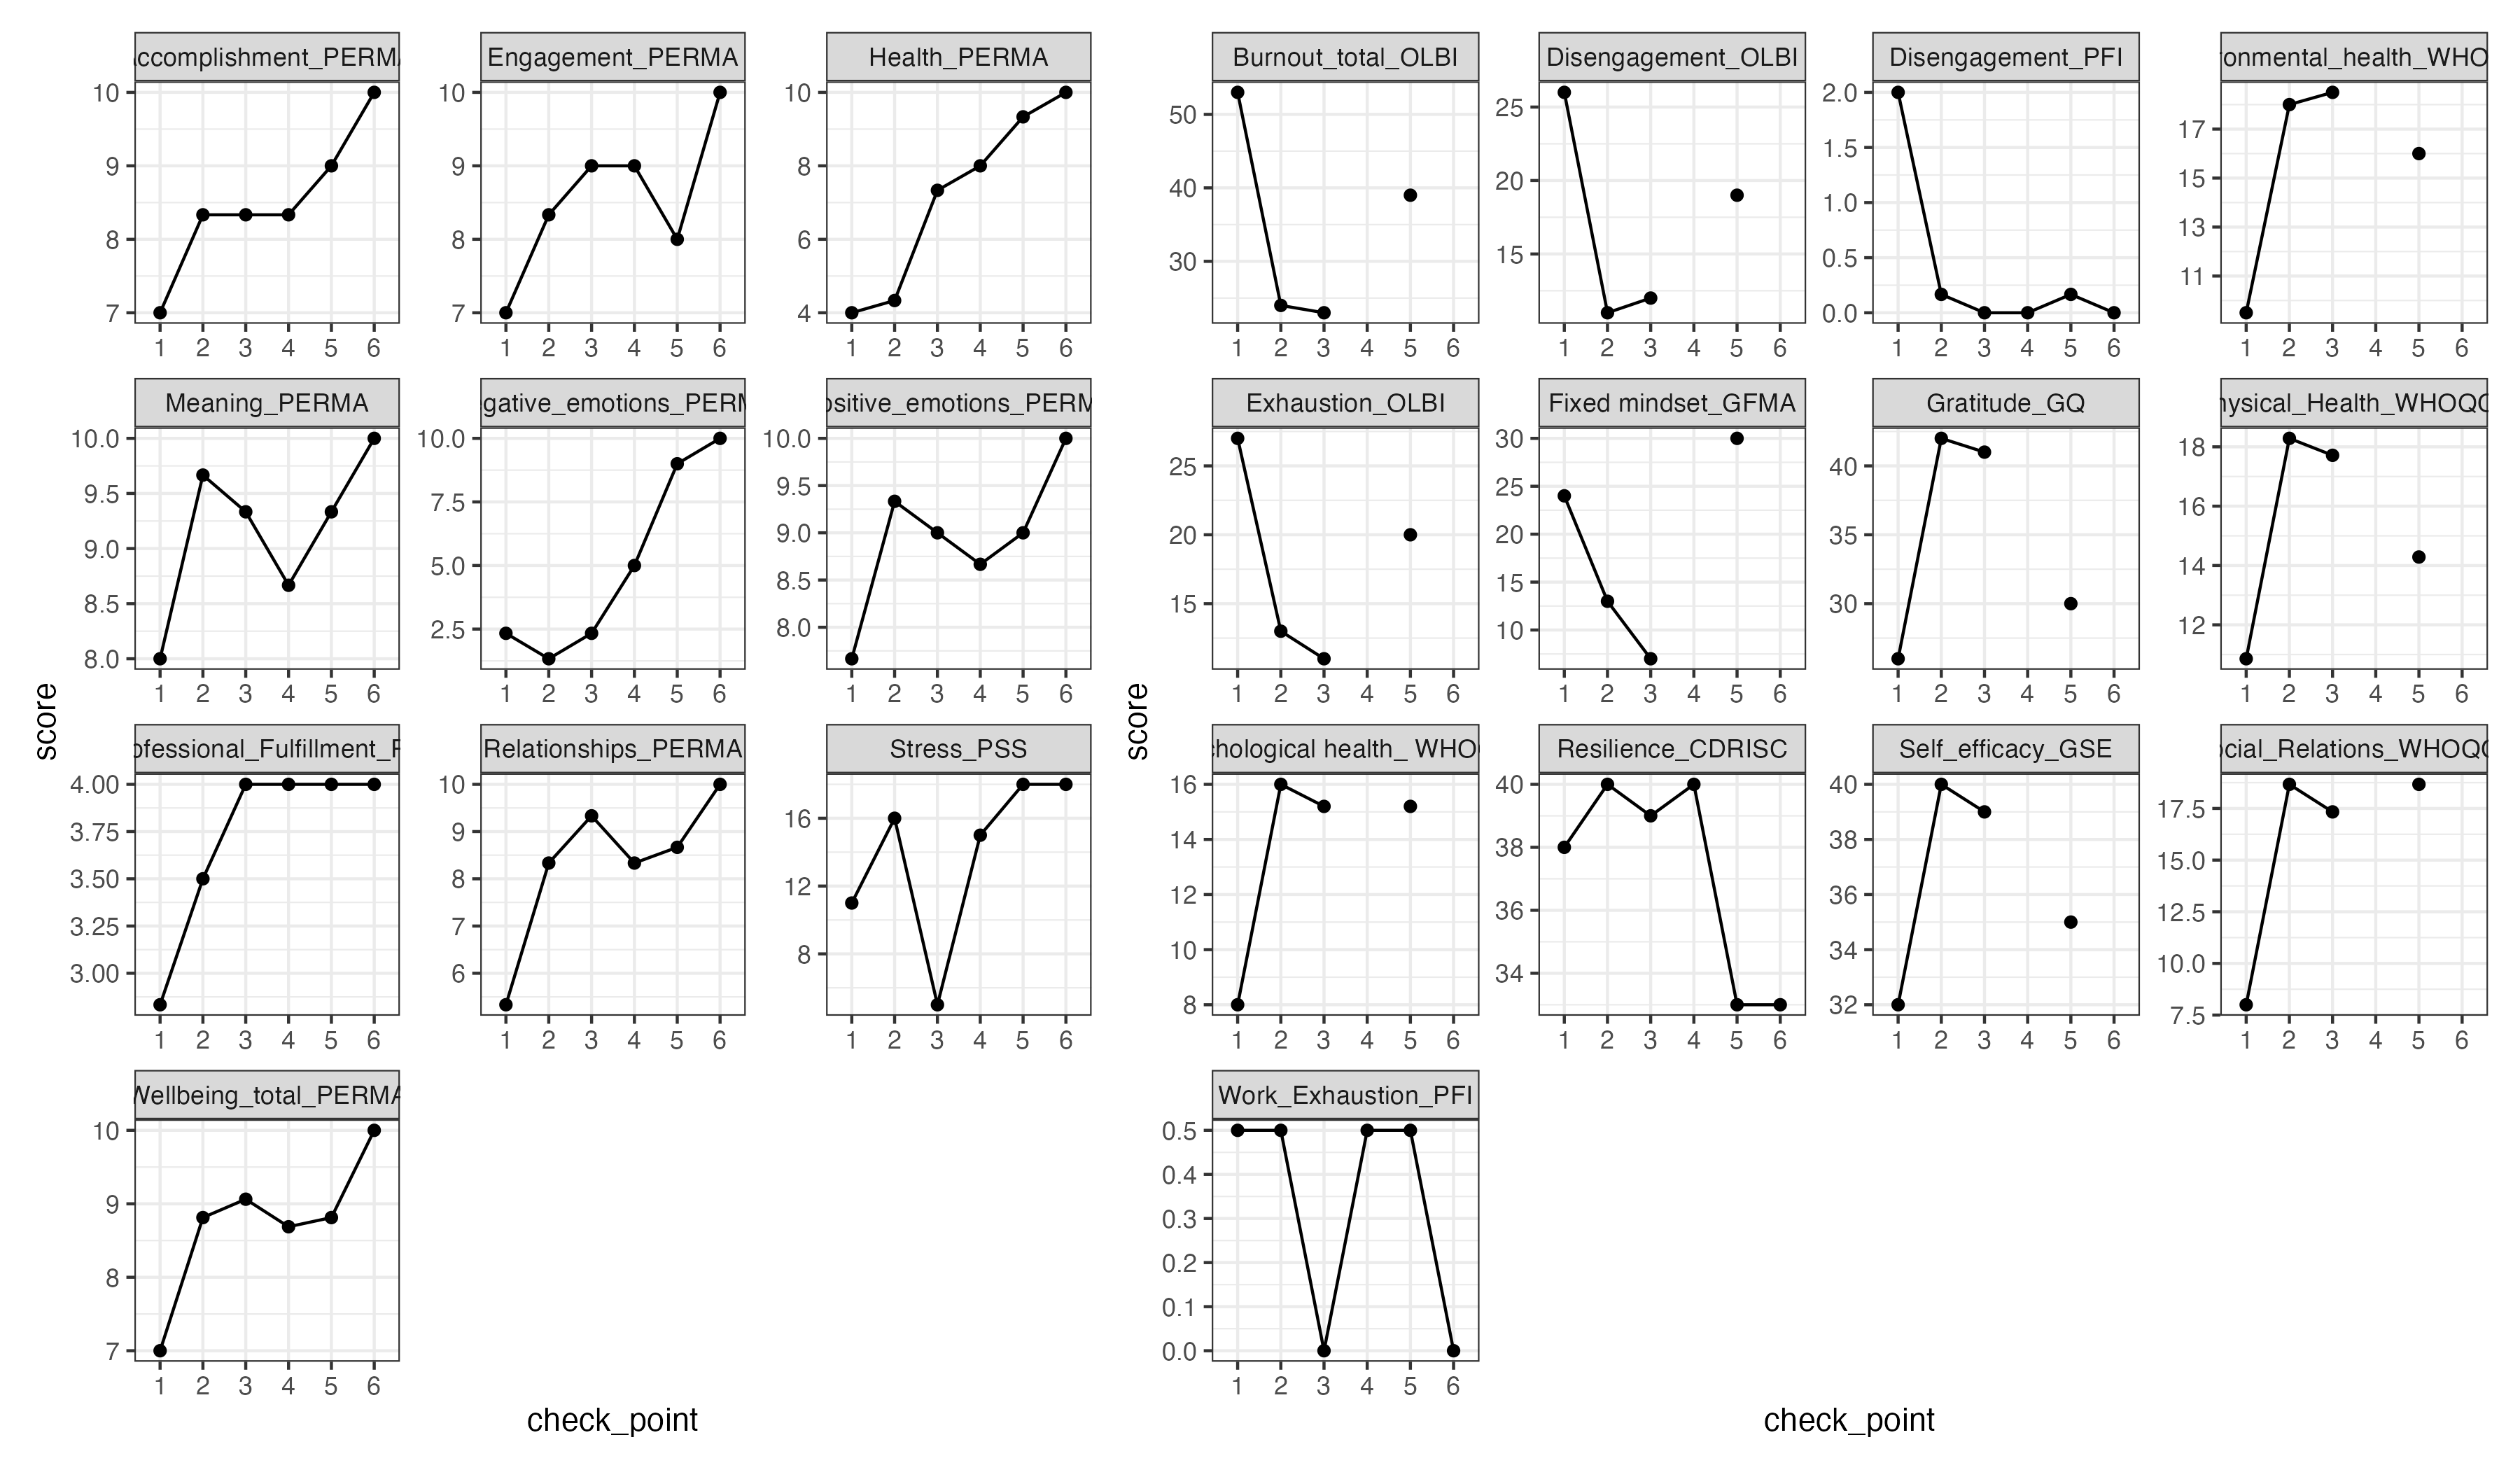 ccomplishment_PERM
10
9
8
7
1 2 3 4 5 6
Engagement_PERMA
10
9
8
7
1 2 3 4 5 6
Health_PERMA
10
8
6
4
1 2 3 4 5 6
Meaning_PERMA
10.0
9.5
9.0
8.5
8.0
1 2 3 4 5 6
gative_emotions_PERM
10.0
7.5
5.0
2.5
1 2 3 4 5 6
ositive_emotions_PERM
10.0
9.5
9.0
8.5
8.0
1 2 3 4 5 6
ofessional_Fulfillment_P
4.00
3.75
3.50
3.25
3.00
1 2 3 4 5 6
Relationships_PERMA
10
9
8
7
6
1 2 3 4 5 6
Stress_PSS
16
12
8
1 2 3 4 5 6
Wellbeing_total_PERMA
10
9
8
7
1 2 3 4 5 6
score
check_point
Burnout_total_OLBI
50
40
30
1 2 3 4 5 6
Disengagement_OLBI
25
20
15
1 2 3 4 5 6
Disengagement_PFI
2.0
1.5
1.0
0.5
0.0
1 2 3 4 5 6
onmental_health_WHO
17
15
13
11
1 2 3 4 5 6
Exhaustion_OLBI
25
20
15
1 2 3 4 5 6
Fixed mindset_GFMA
30
25
20
15
10
1 2 3 4 5 6
Gratitude_GQ
40
35
30
1 2 3 4 5 6
hysical_Health_WHOQO
18
16
14
12
1 2 3 4 5 6
chological health_ WHO
16
14
12
10
8
1 2 3 4 5 6
Resilience_CDRISC
40
38
36
34
1 2 3 4 5 6
Self_efficacy_GSE
40
38
36
34
32
1 2 3 4 5 6
ocial_Relations_WHOQO
17.5
15.0
12.5
10.0
7.5
1 2 3 4 5 6
Work_Exhaustion_PFI
0.5
0.4
0.3
0.2
0.1
0.0
1 2 3 4 5 6
score
check_point